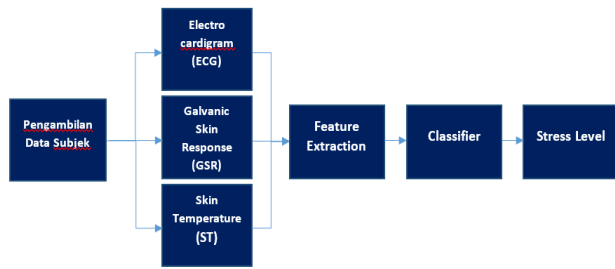 Pengambilan
Data Subjek
Electro
cardigram
(ECG)
Galvanic
Skin
Response
(GSR)
Skin
Temperature
(ST)
Feature
Extraction
Classifier
Stress Level